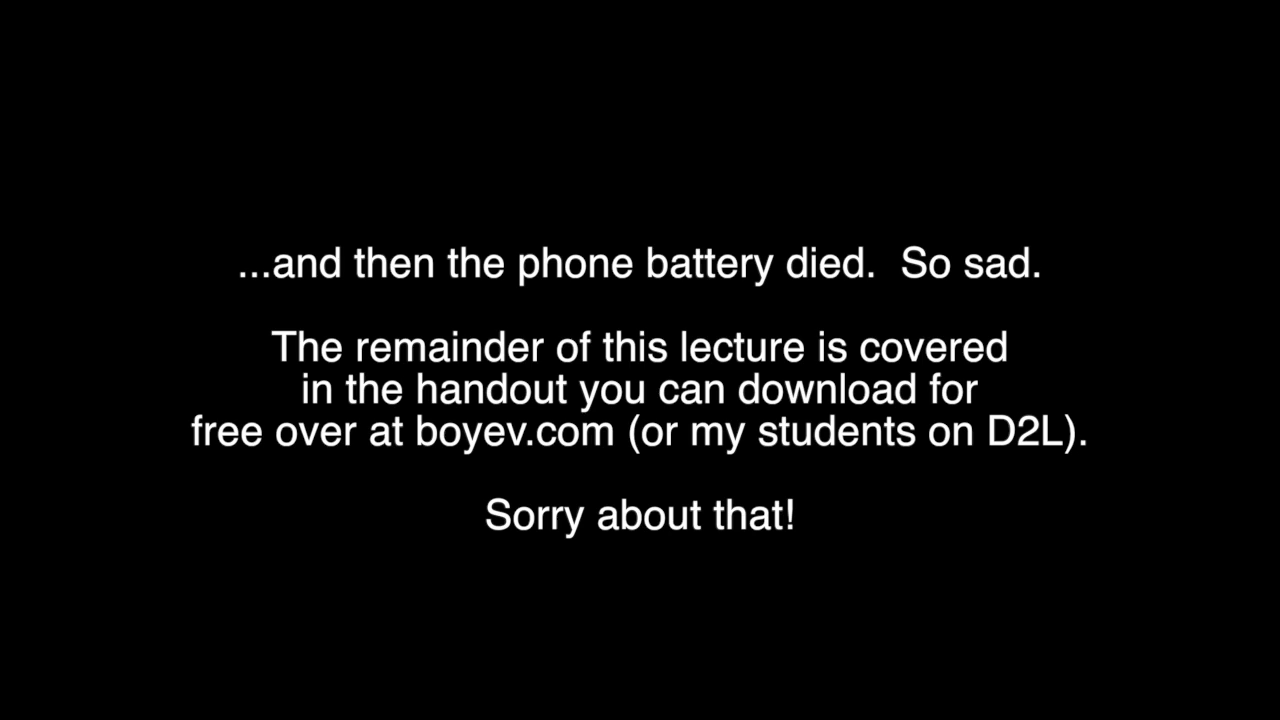 ...and then the phone battery died.  So sad.
The remainder of this lecture is covered
in the handout you can download for
free over at boyev.com (or my students on D2L).
Sorry about that!